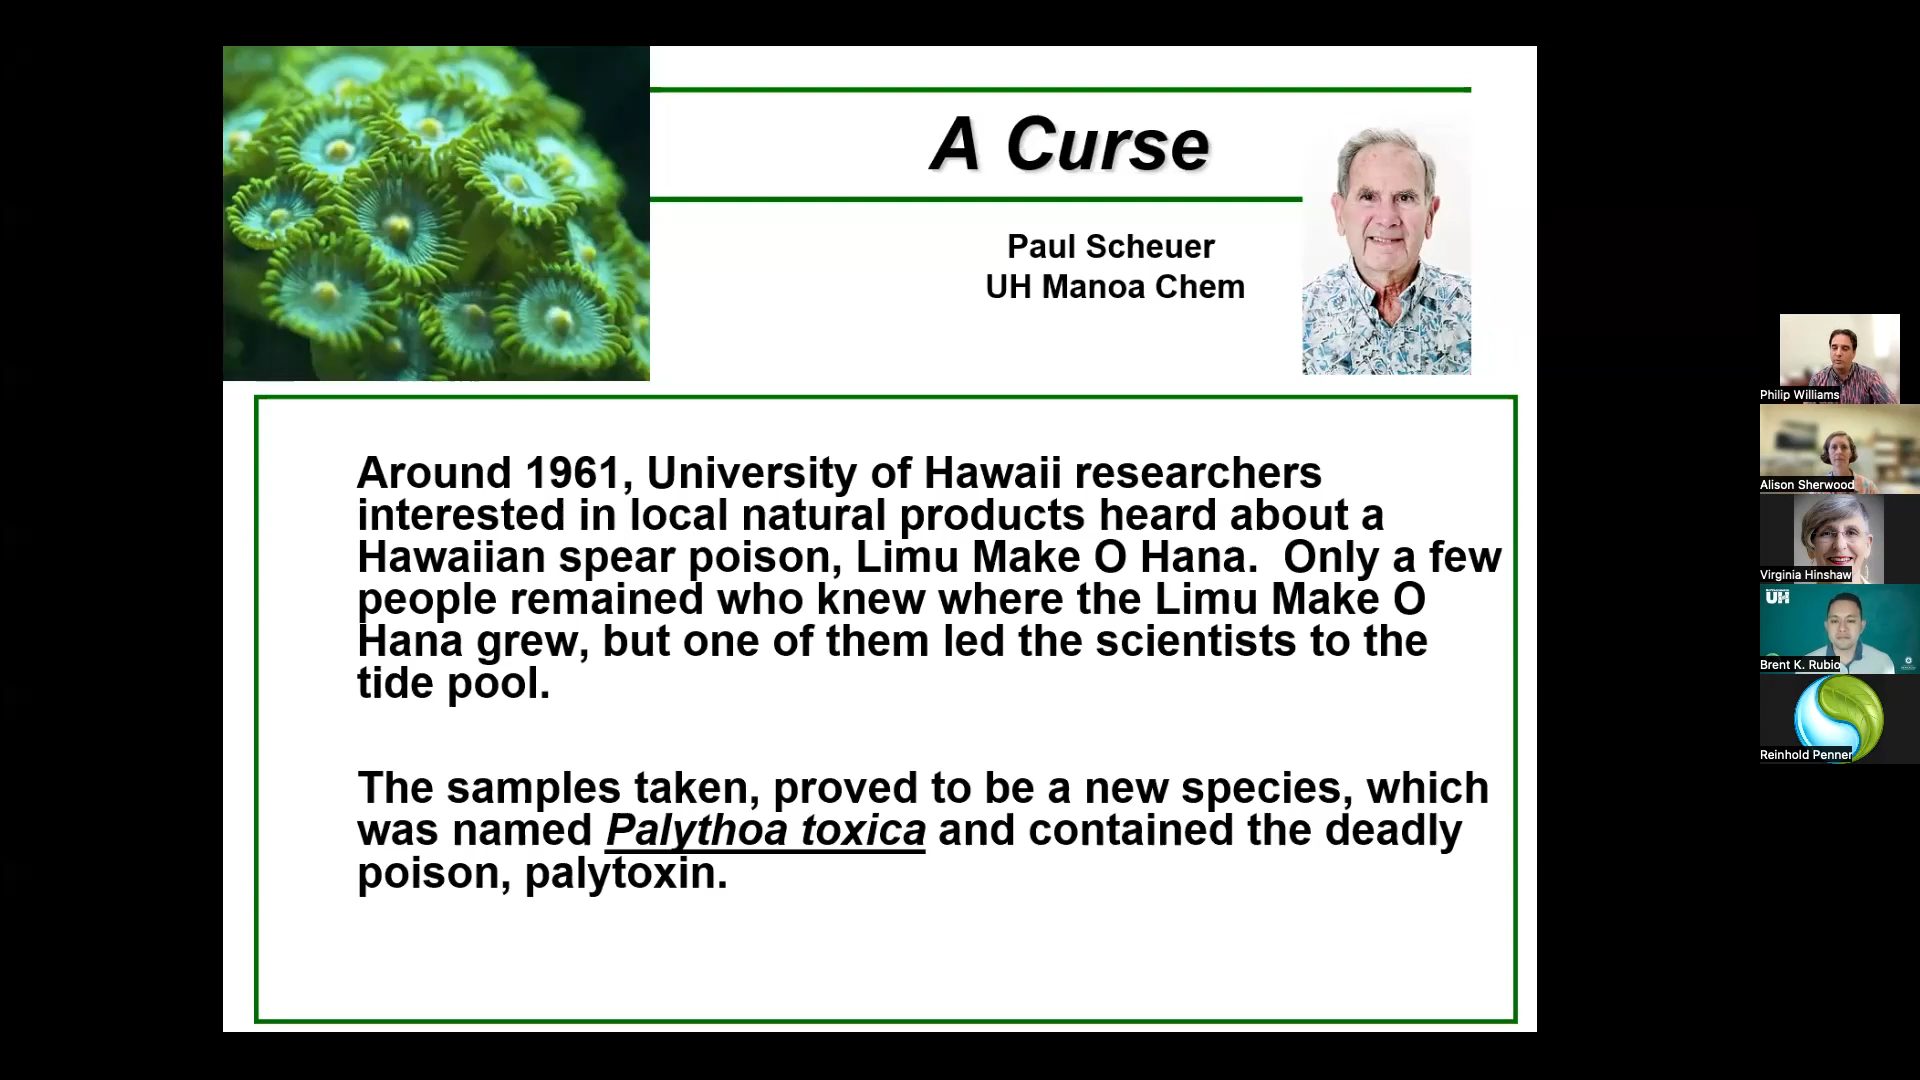 A Curse
Paul Scheuer
UH Manoa Chem
Around 1961, University of Hawaii researchers
interested in local natural products heard about a
Hawaiian spear poison, Limu Make O Hana.  Only a few
people remained who knew where the Limu Make O
Hana grew, but one of them led the scientists to the
tide pool.
The samples taken, proved to be a new species, which
was named Palythoa toxica and contained the deadly
poison, palytoxin.
Philip Williams
Alison Sherwood
Virginia Hinshaw
UH
Brent K. Rubio
Reinhold Penner